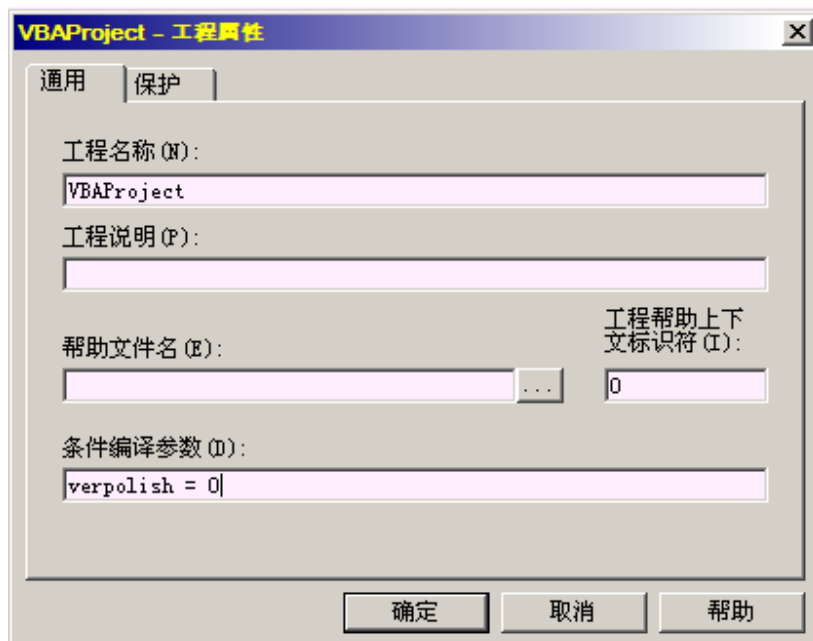 VBAProject - 工程属性
通用
保护
工程名称(N):
VBAProject
工程说明(P):
帮助文件名(E):
工程帮助上下
文标识符(I):
...
0
条件编译参数(D):
verpolish = 0
确定
取消
帮助